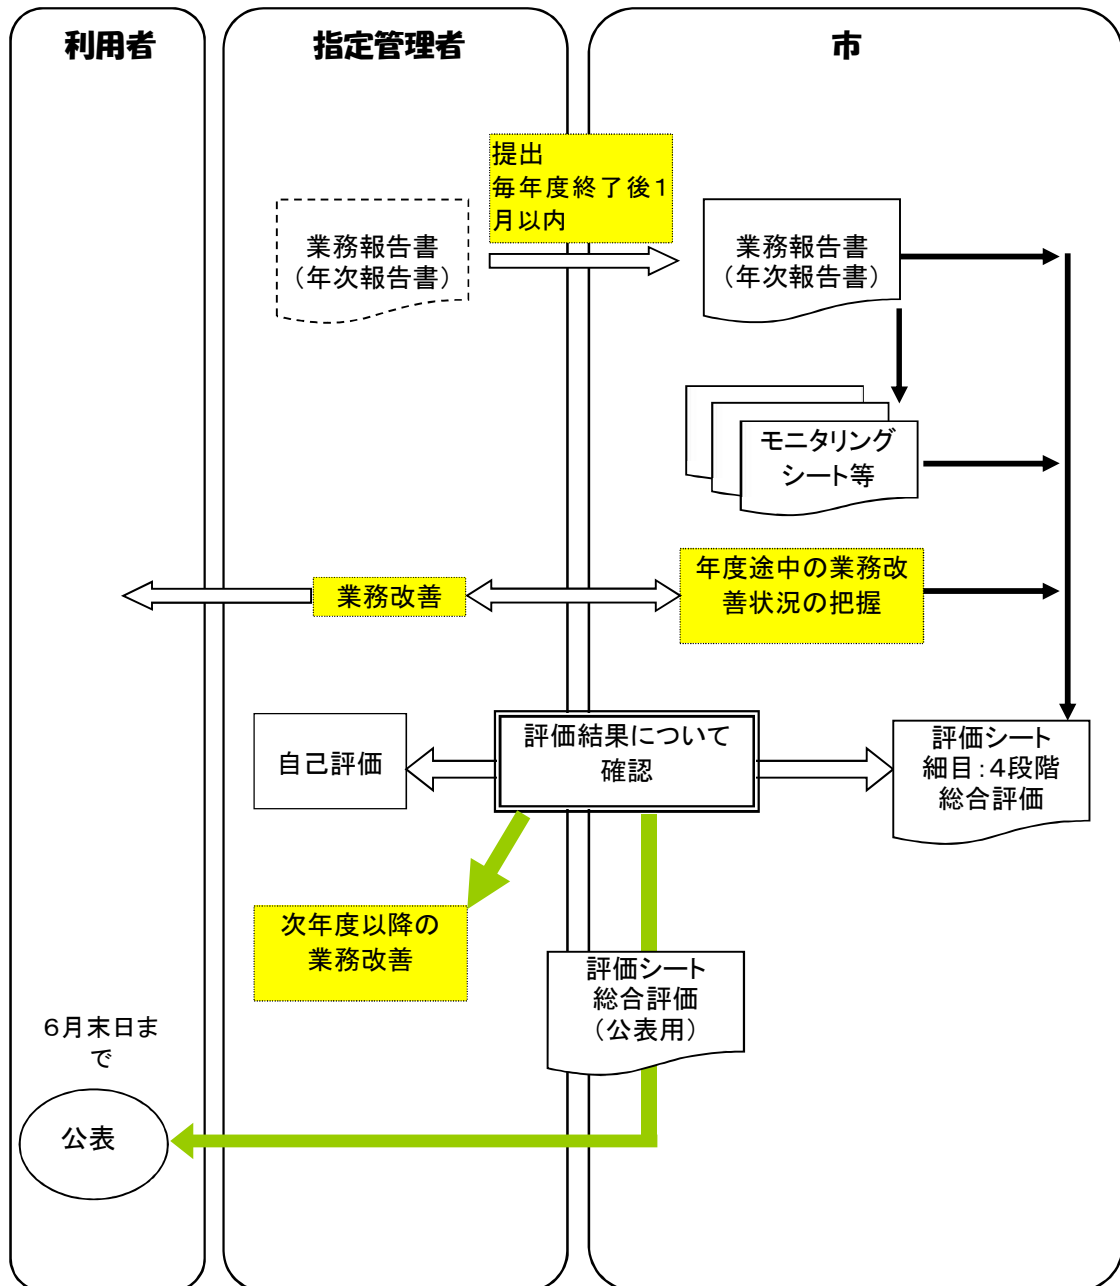 利用者
指定管理者
市
提出
毎年度終了後1
月以内
業務報告書
（年次報告書）
業務報告書
（年次報告書）
モニタリング
シート等
業務改善
年度途中の業務改
善状況の把握
自己評価
評価結果について
確認
評価シート
細目：4段階
総合評価
次年度以降の
業務改善
評価シート
総合評価
（公表用）
6月末日ま
で
公表